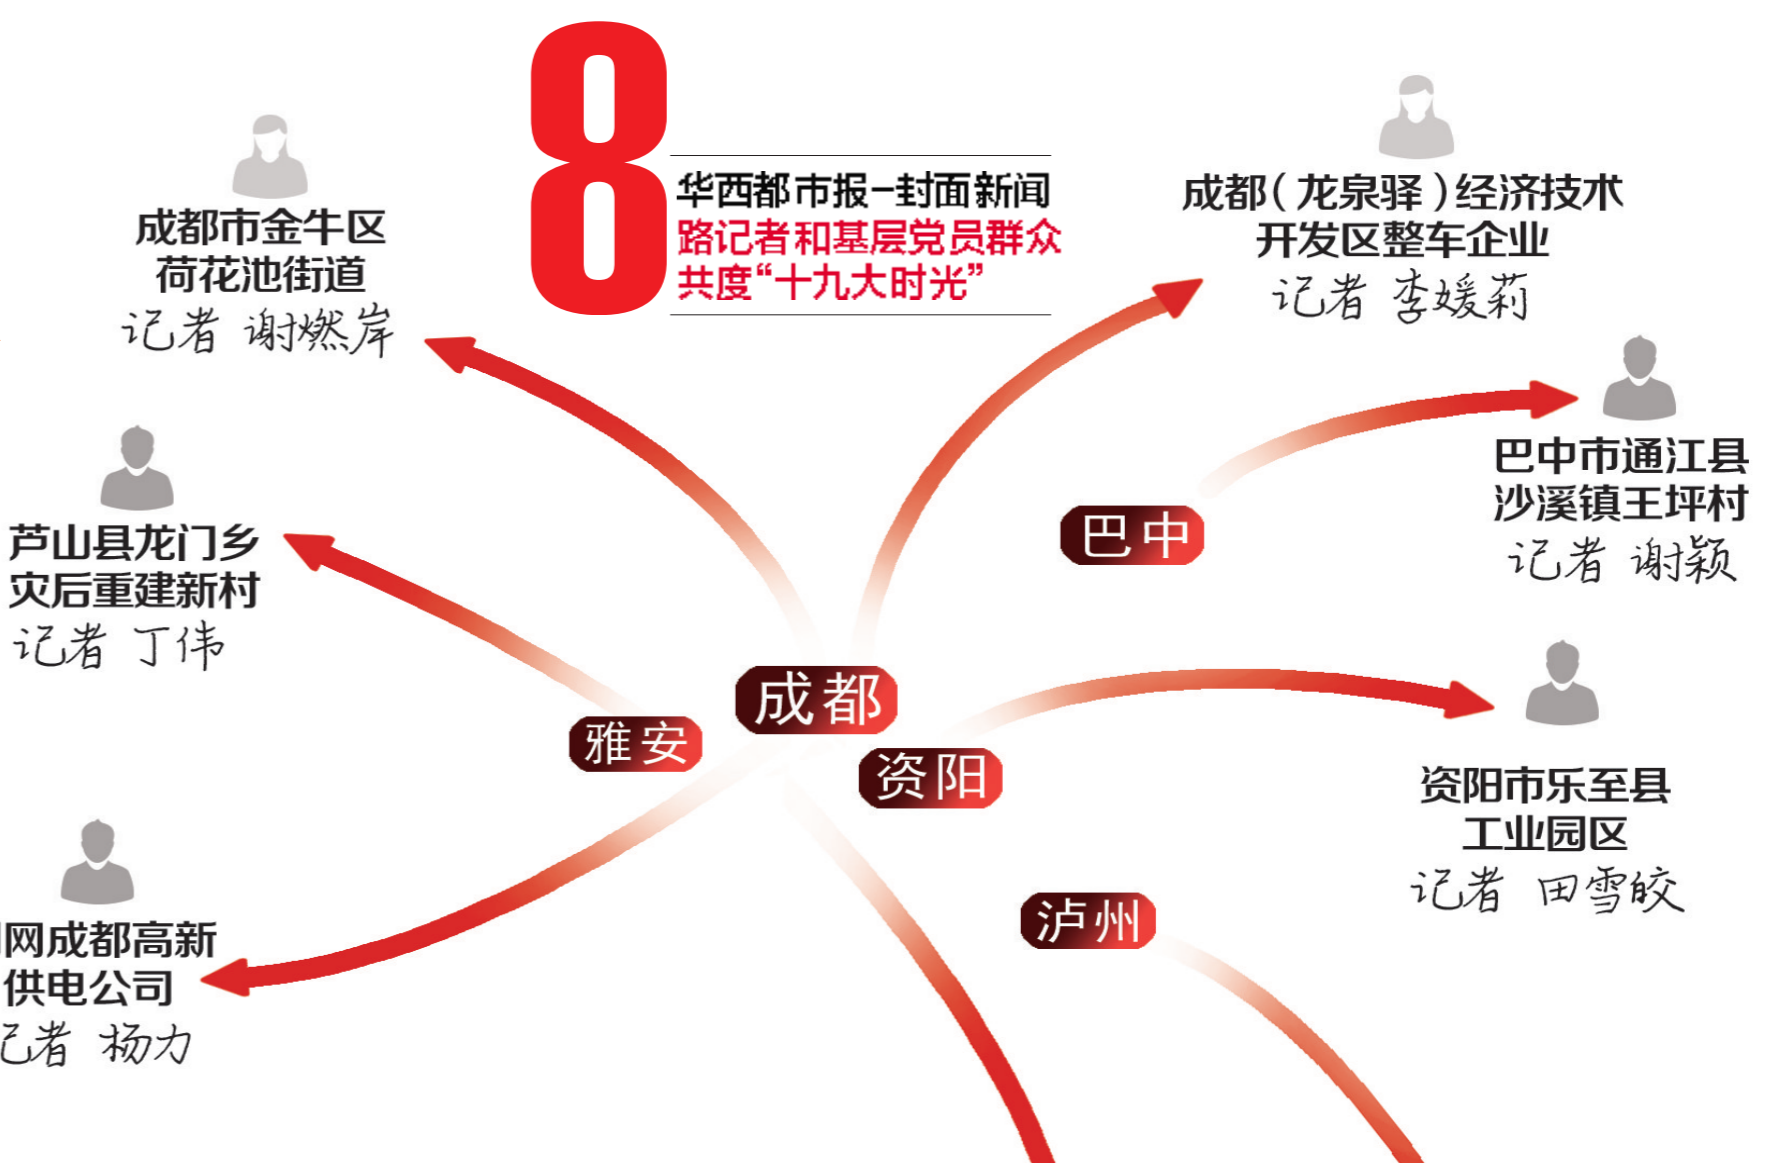 8
华西都市报-封面新闻
路记者和基层党员群众
共度“十九大时光”
成都市金牛区
荷花池街道
记者 谢燃岸
成都（龙泉驿）经济技术
开发区整车企业
记者 李媛莉
巴中市通江县
沙溪镇王坪村
记者 谢颖
巴中
芦山县龙门乡
灾后重建新村
记者 丁伟
成都
雅安
资阳
资阳市乐至县
工业园区
记者 田雪皎
泸州
网成都高新
供电公司
记者 杨力